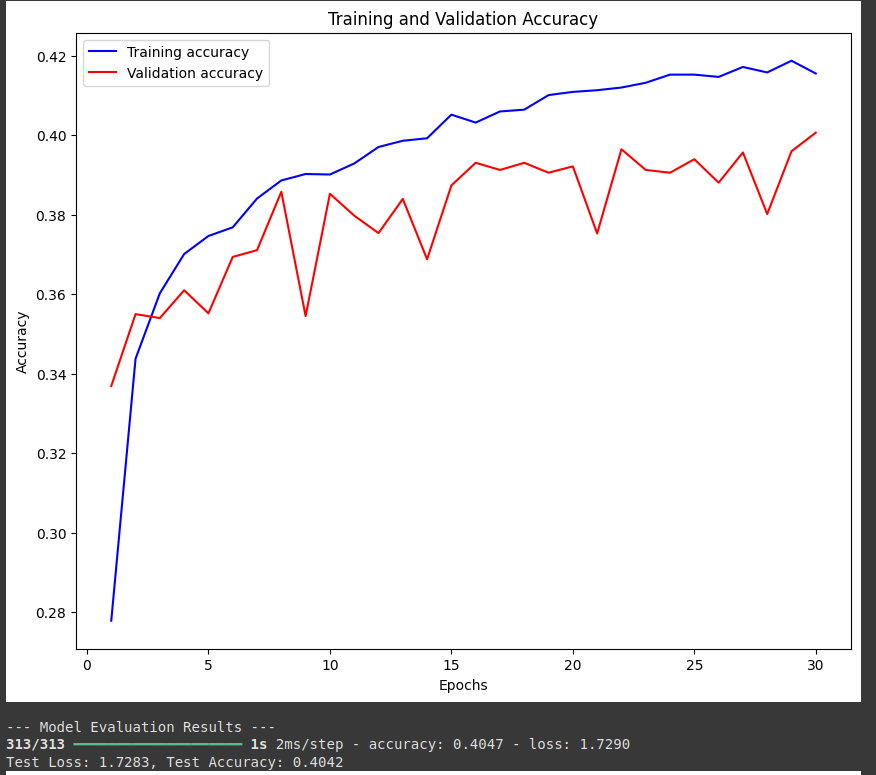 Training and Validation Accuracy
Training accuracy
Validation accuracy
0.42
0.40
0.38
0.36
0.34
0.32
0.30
0.28
Accuracy
0 5 10 15 20 25 30
Epochs
--- Model Evaluation Results ---
313/313 ━━━━━━━━━━━━━━━━━━━━ 1s 2ms/step - accuracy: 0.4047 - loss: 1.7290
Test Loss: 1.7283, Test Accuracy: 0.4042